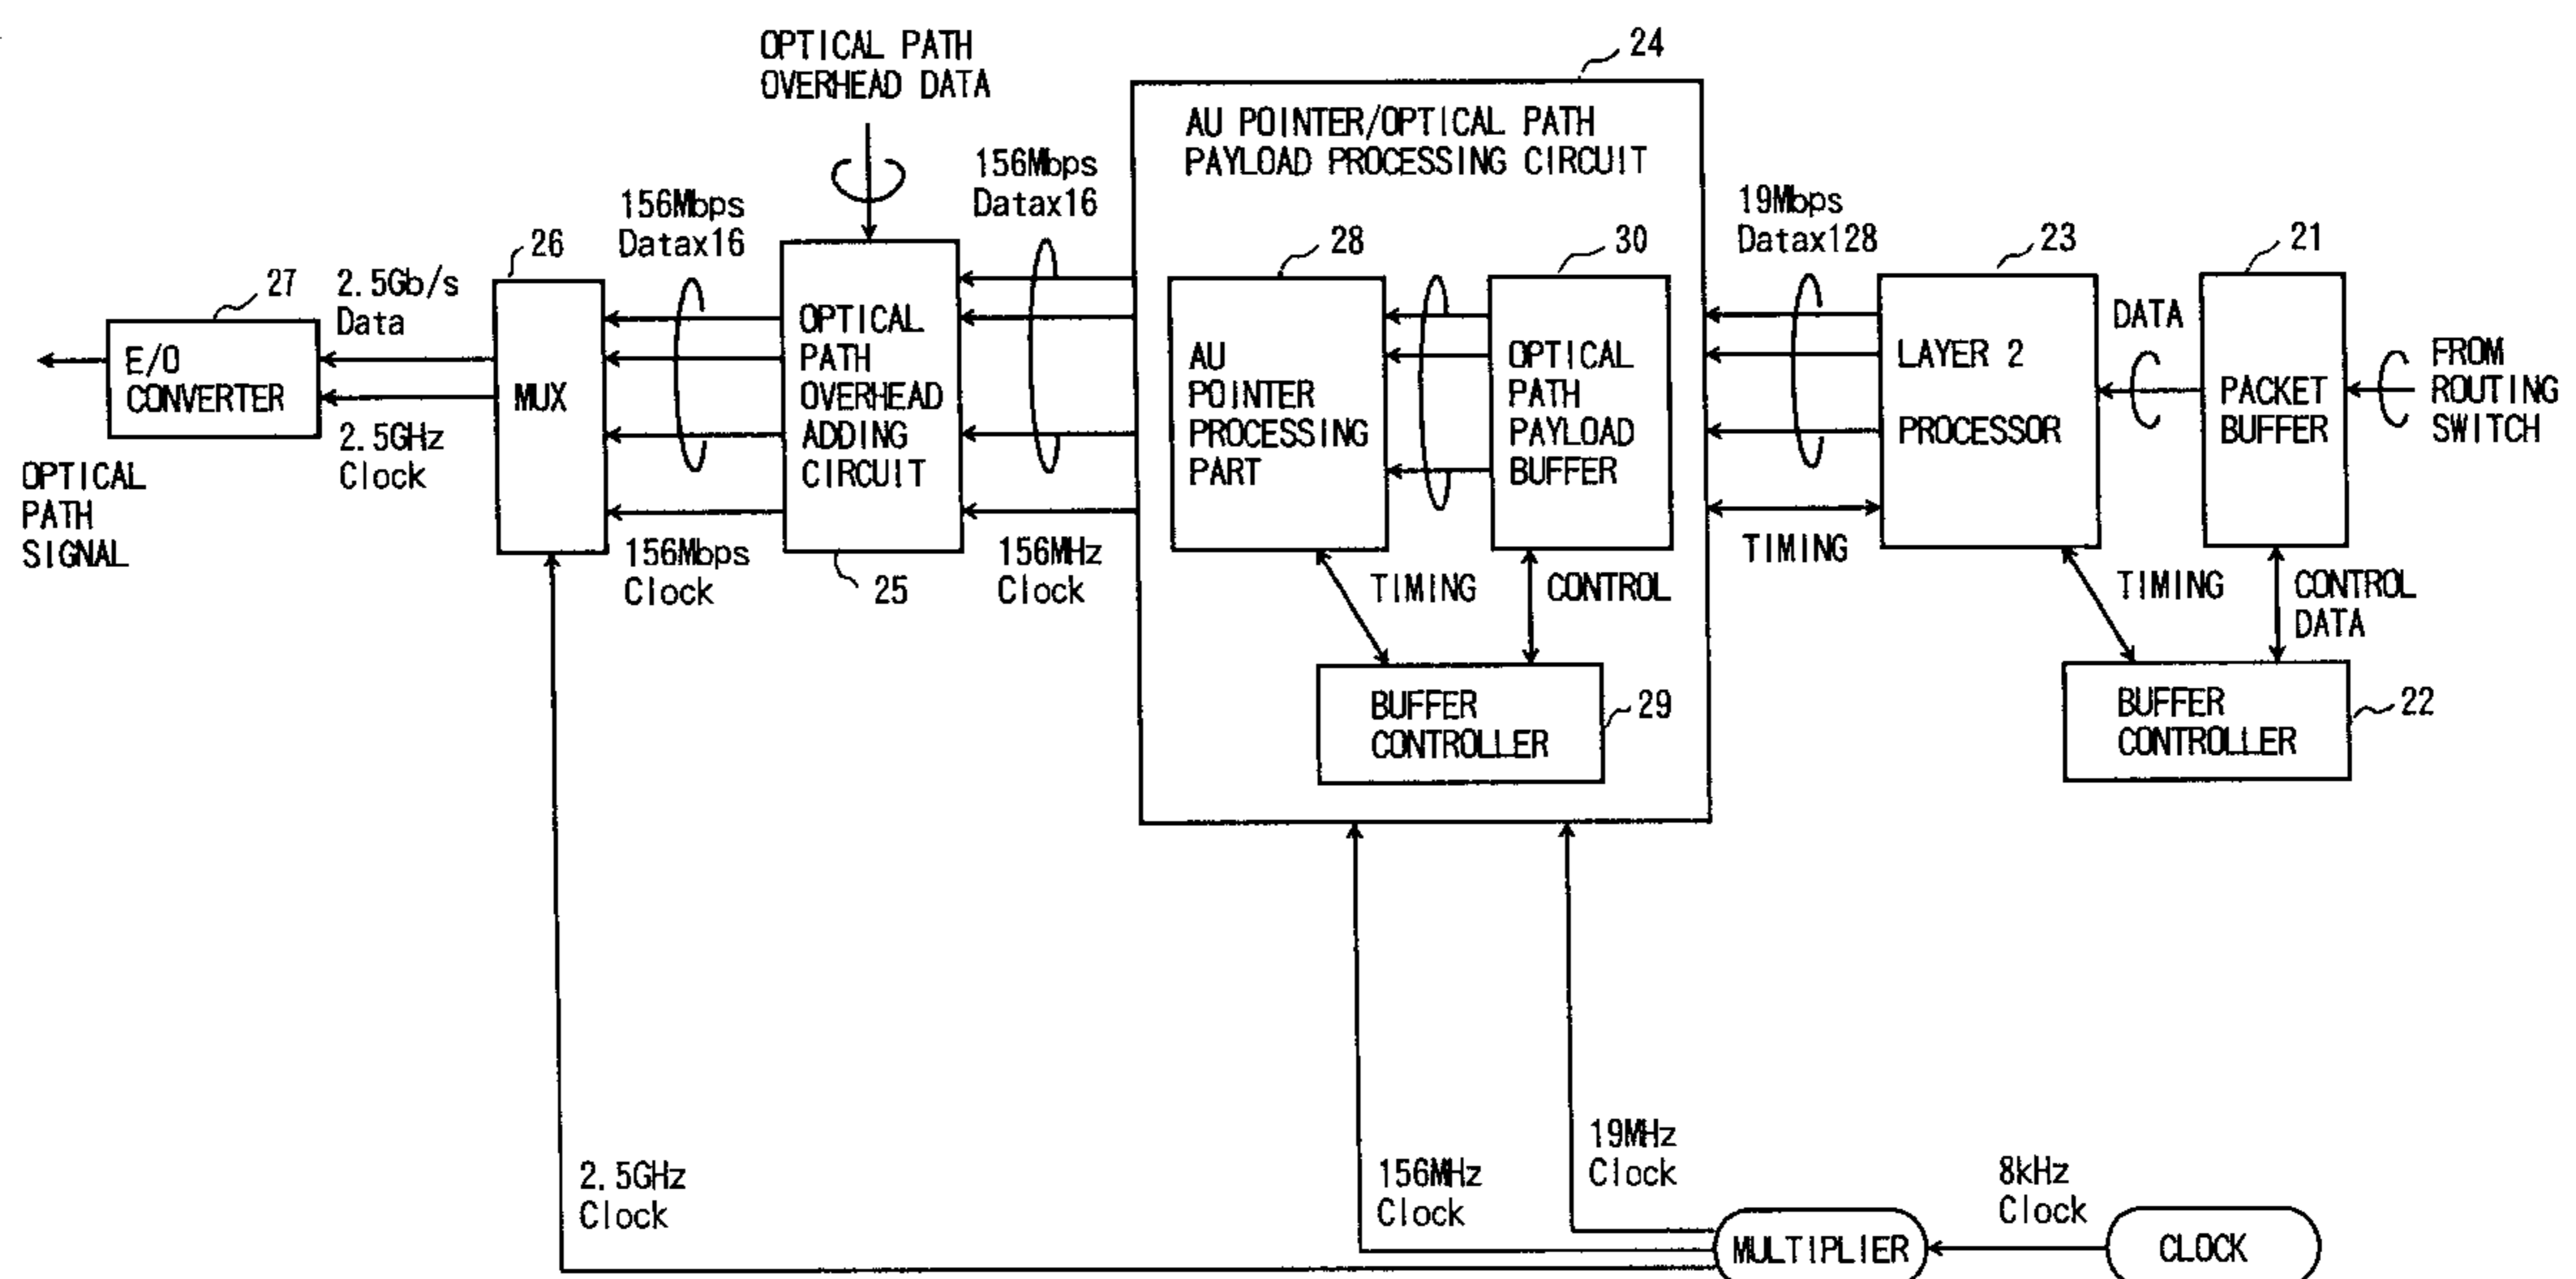 OPTICAL PATH
OVERHEAD DATA
24
AU POINTER/OPTICAL PATH
PAYLOAD PROCESSING CIRCUIT
156Mbps
Datax16
156Mbps
Datax16
19Mbps
Datax128
26
28
30
23
21
27
2.5Gb/s
Data
E/O
CONVERTER
2.5GHz
Clock
OPTICAL
PATH
SIGNAL
MUX
OPTICAL
PATH
OVERHEAD
ADDING
CIRCUIT
AU
POINTER
PROCESSING
PART
OPTICAL
PATH
PAYLOAD
BUFFER
LAYER 2
PROCESSOR
DATA
PACKET
BUFFER
FROM
ROUTING
SWITCH
156Mbps
Clock
25
156MHz
Clock
TIMING
CONTROL
TIMING
TIMING
CONTROL
DATA
BUFFER
CONTROLLER
29
BUFFER
CONTROLLER
22
2.5GHz
Clock
156MHz
Clock
19MHz
Clock
8kHz
Clock
MULTIPLIER
CLOCK